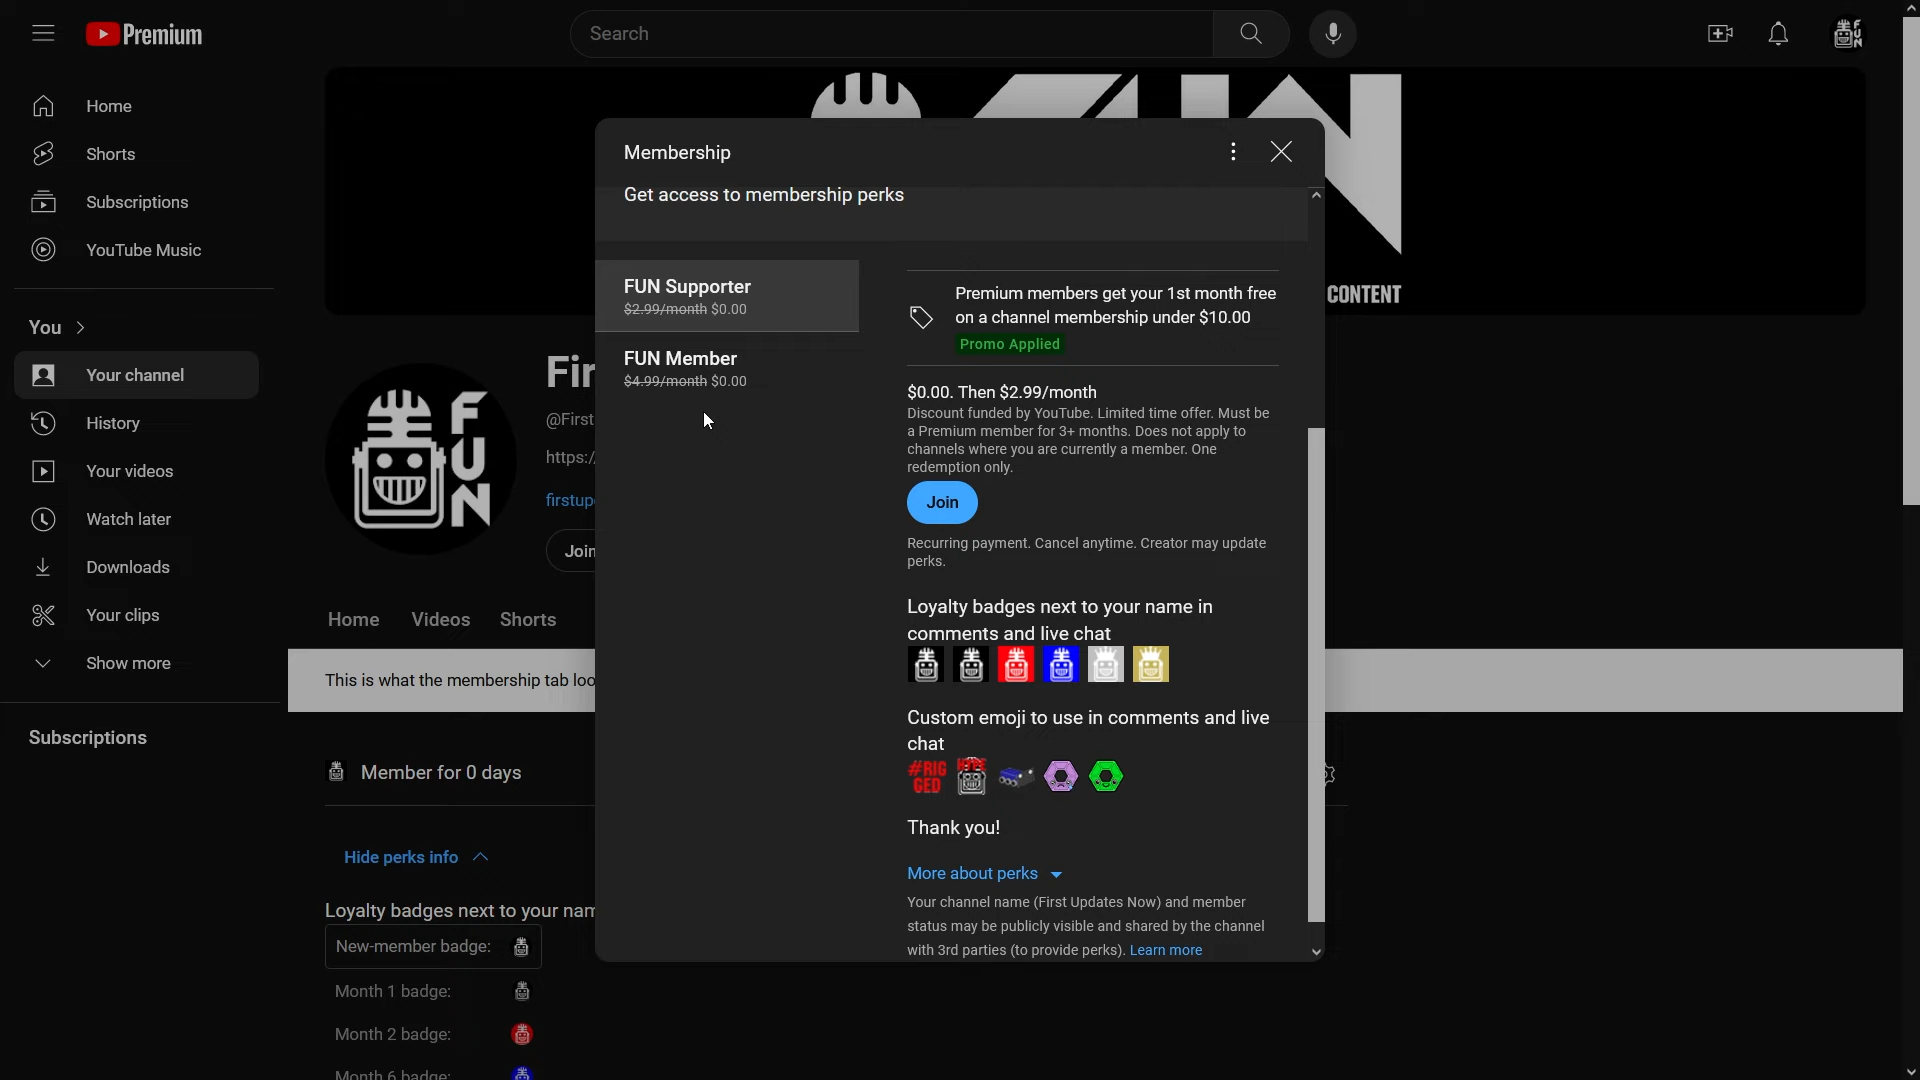 Premium
Search
FUN
Home
Shorts
Subscriptions
YouTube Music
You
Your channel
History
Your videos
Watch later
Downloads
Your clips
Show more
Subscriptions
CONTENT
FUN
Fir
@First
https:/
firstup
Join
Home Videos Shorts
This is what the membership tab loo
Member for 0 days
Hide perks info
Loyalty badges next to your nam
New-member badge:
Month 1 badge:
Month 2 badge:
Month 6 badge:
Membership
Get access to membership perks
FUN Supporter
$2.99/month $0.00
FUN Member
$4.99/month $0.00
Premium members get your 1st month free
on a channel membership under $10.00
Promo Applied
$0.00. Then $2.99/month
Discount funded by YouTube. Limited time offer. Must be
a Premium member for 3+ months. Does not apply to
channels where you are currently a member. One
redemption only.
Join
Recurring payment. Cancel anytime. Creator may update
perks.
Loyalty badges next to your name in
comments and live chat
Custom emoji to use in comments and live
chat
#RIG
GED
HYPE
Thank you!
More about perks
Your channel name (First Updates Now) and member
status may be publicly visible and shared by the channel
with 3rd parties (to provide perks). Learn more